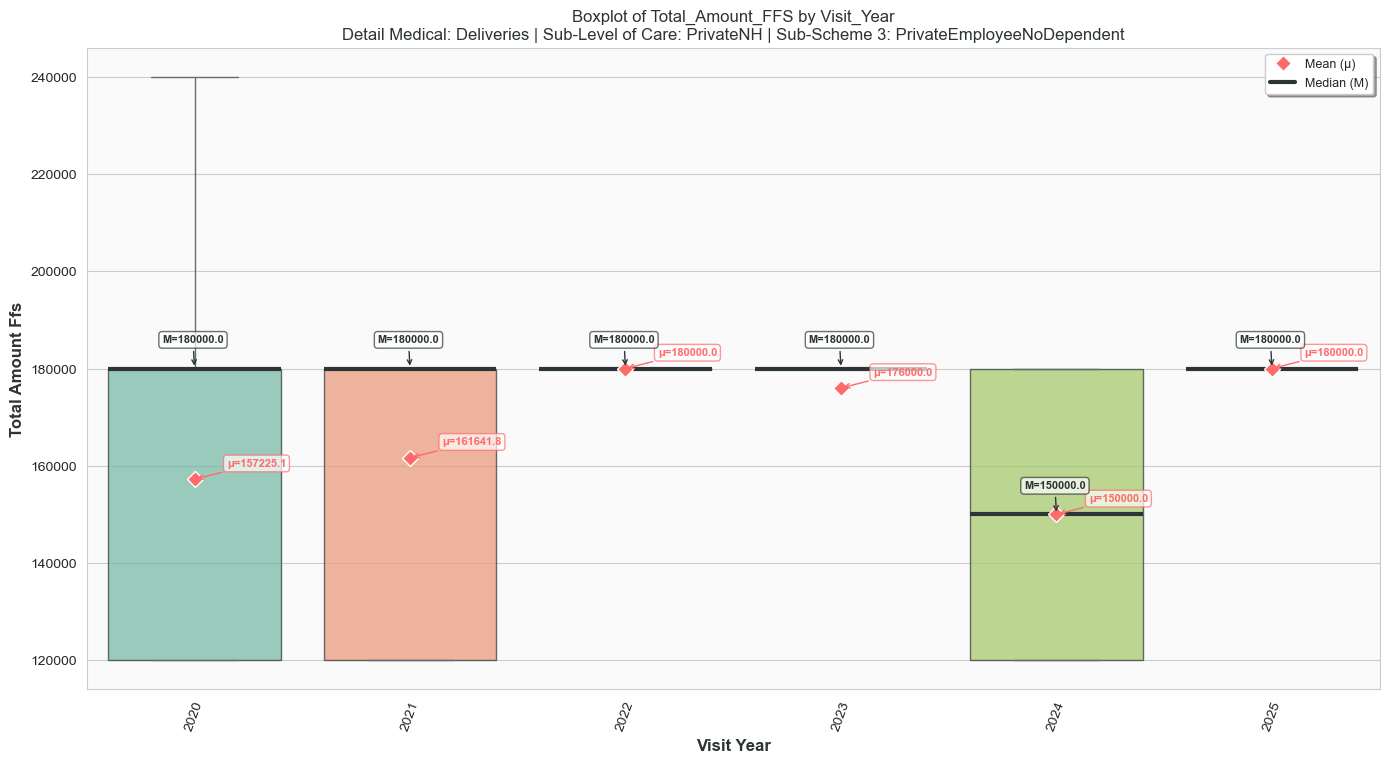 Boxplot of Total_Amount_FFS by Visit_Year
Detail Medical: Deliveries | Sub-Level of Care: PrivateNH | Sub-Scheme 3: PrivateEmployeeNoDependent
Mean (μ)
Median (M)
Total Amount Ffs
240000
220000
200000
180000
160000
140000
120000
M=180000.0
μ=157225.1
M=180000.0
μ=161641.8
M=180000.0
μ=180000.0
M=180000.0
μ=176000.0
M=150000.0
μ=150000.0
M=180000.0
μ=180000.0
2020
2021
2022
2023
2024
2025
Visit Year